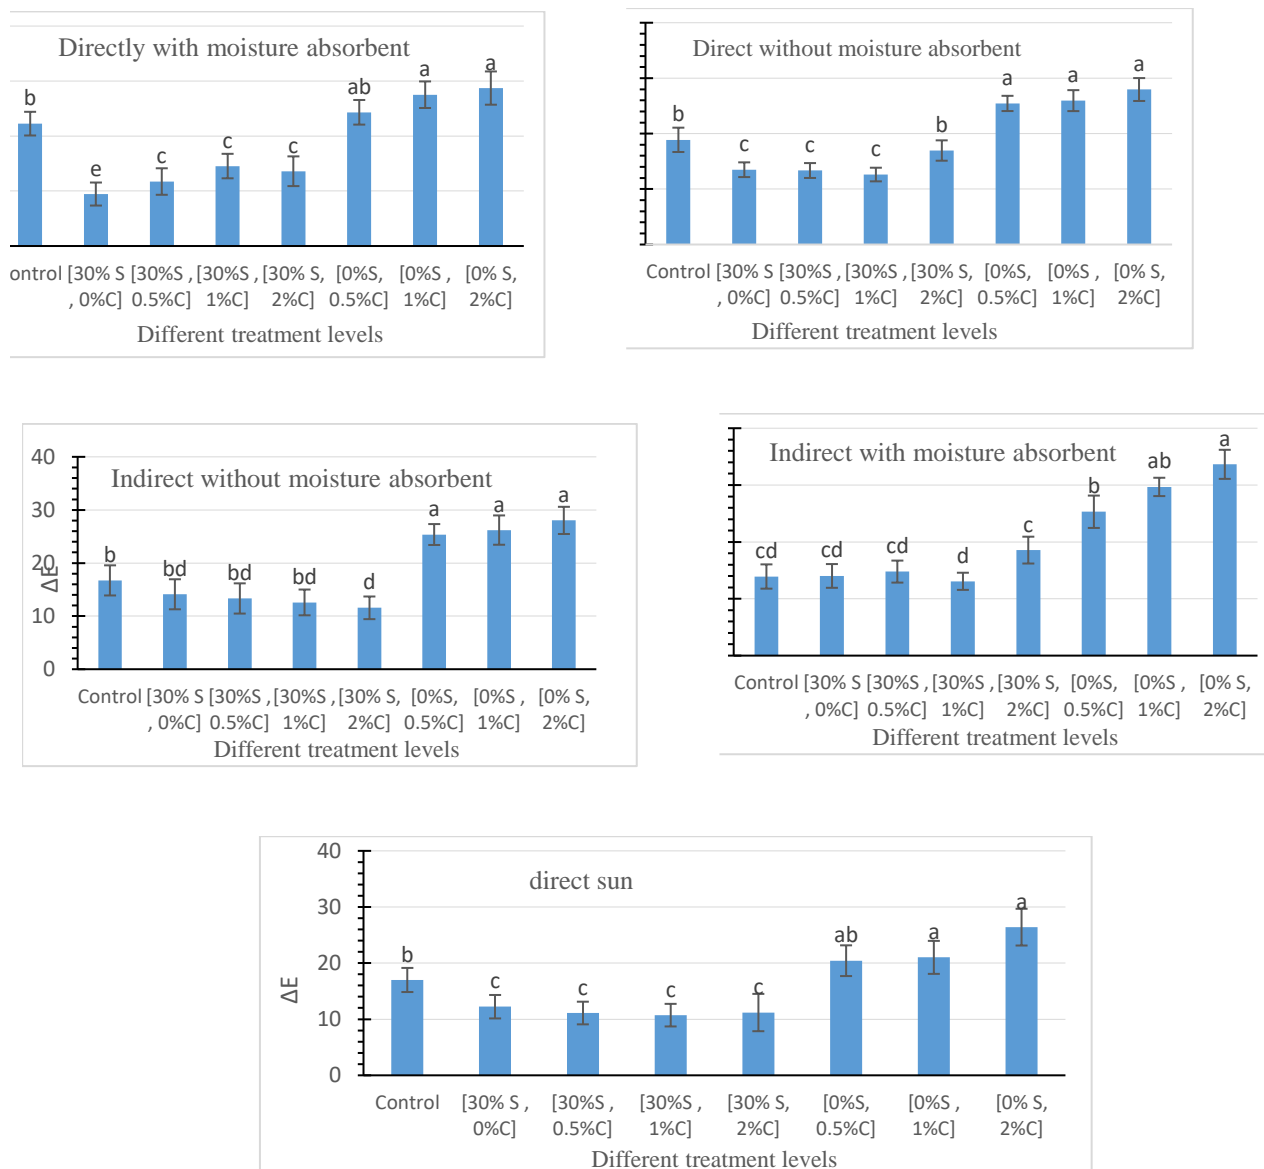 Directly with moisture absorbent
b
e
c
c
c
ab
a
a
ontrol [30% S [30%S , [30%S , [30% S, [0%S, [0%S , [0% S,
, 0%C] 0.5%C] 1%C] 2%C] 0.5%C] 1%C] 2%C]
Different treatment levels
Direct without moisture absorbent
b
c
c
c
b
a
a
a
Control [30% S [30%S , [30%S , [30% S, [0%S, [0%S , [0% S,
, 0%C] 0.5%C] 1%C] 2%C] 0.5%C] 1%C] 2%C]
Different treatment levels
Indirect without moisture absorbent
40
30
20
10
0
ΔE
b
bd
bd
bd
d
a
a
a
Control [30% S [30%S , [30%S , [30% S, [0%S, [0%S , [0% S,
, 0%C] 0.5%C] 1%C] 2%C] 0.5%C] 1%C] 2%C]
Different treatment levels
Indirect with moisture absorbent
cd
cd
cd
d
c
b
ab
a
Control [30% S [30%S , [30%S , [30% S, [0%S, [0%S , [0% S,
, 0%C] 0.5%C] 1%C] 2%C] 0.5%C] 1%C] 2%C]
Different treatment levels
direct sun
40
30
20
10
0
ΔE
b
c
c
c
c
ab
a
a
Control [30% S , [30%S , [30%S , [30% S, [0%S, [0%S , [0% S,
0%C] 0.5%C] 1%C] 2%C] 0.5%C] 1%C] 2%C]
Different treatment levels